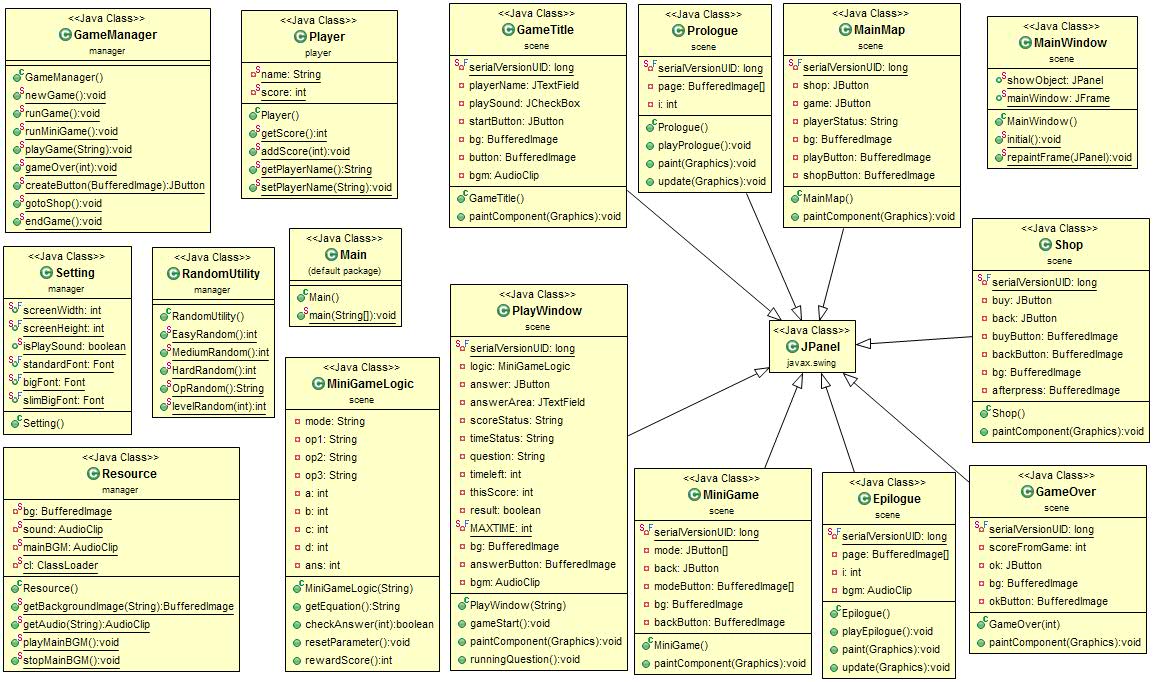 <<Java Class>>
GameManager
manager
GameManager()
newGame():void
runGame():void
runMiniGame():void
playGame(String):void
gameOver(int):void
createButton(BufferedImage):JButton
gotoShop():void
endGame():void
<<Java Class>>
Player
player
name: String
score: int
Player()
getScore():int
addScore(int):void
getPlayerName():String
setPlayerName(String):void
<<Java Class>>
GameTitle
scene
serialVersionUID: long
playerName: JTextField
playSound: JCheckBox
startButton: JButton
bg: BufferedImage
button: BufferedImage
bgm: AudioClip
GameTitle()
paintComponent(Graphics):void
<<Java Class>>
Prologue
scene
serialVersionUID: long
page: BufferedImage[]
i: int
Prologue()
playPrologue():void
paint(Graphics):void
update(Graphics):void
<<Java Class>>
MainMap
scene
serialVersionUID: long
shop: JButton
game: JButton
playerStatus: String
bg: BufferedImage
playButton: BufferedImage
shopButton: BufferedImage
MainMap()
paintComponent(Graphics):void
<<Java Class>>
MainWindow
scene
showObject: JPanel
mainWindow: JFrame
MainWindow()
initial():void
repaintFrame(JPanel):void
<<Java Class>>
Setting
manager
screenWidth: int
screenHeight: int
isPlaySound: boolean
standardFont: Font
bigFont: Font
slimBigFont: Font
Setting()
<<Java Class>>
RandomUtility
manager
RandomUtility()
EasyRandom():int
MediumRandom():int
HardRandom():int
OpRandom():String
levelRandom(int):int
<<Java Class>>
Main
(default package)
Main()
main(String[]):void
<<Java Class>>
PlayWindow
scene
serialVersionUID: long
logic: MiniGameLogic
answer: JButton
answerArea: JTextField
scoreStatus: String
timeStatus: String
question: String
timeleft: int
thisScore: int
result: boolean
MAXTIME: int
bg: BufferedImage
answerButton: BufferedImage
bgm: AudioClip
PlayWindow(String)
gameStart():void
paintComponent(Graphics):void
runningQuestion():void
<<Java Class>>
JPanel
javax.swing
<<Java Class>>
Shop
scene
serialVersionUID: long
buy: JButton
back: JButton
buyButton: BufferedImage
backButton: BufferedImage
bg: BufferedImage
afterpress: BufferedImage
Shop()
paintComponent(Graphics):void
<<Java Class>>
MiniGameLogic
scene
mode: String
op1: String
op2: String
op3: String
a: int
b: int
c: int
d: int
ans: int
MiniGameLogic(String)
getEquation():String
checkAnswer(int):boolean
resetParameter():void
rewardScore():int
<<Java Class>>
Resource
manager
bg: BufferedImage
sound: AudioClip
mainBGM: AudioClip
cl: ClassLoader
Resource()
getBackgroundImage(String):BufferedImage
getAudio(String):AudioClip
playMainBGM():void
stopMainBGM():void
<<Java Class>>
MiniGame
scene
serialVersionUID: long
mode: JButton[]
back: JButton
modeButton: BufferedImage[]
bg: BufferedImage
backButton: BufferedImage
MiniGame()
paintComponent(Graphics):void
<<Java Class>>
Epilogue
scene
serialVersionUID: long
page: BufferedImage[]
i: int
bgm: AudioClip
Epilogue()
playEpilogue():void
paint(Graphics):void
update(Graphics):void
<<Java Class>>
GameOver
scene
serialVersionUID: long
scoreFromGame: int
ok: JButton
bg: BufferedImage
okButton: BufferedImage
GameOver(int)
paintComponent(Graphics):void